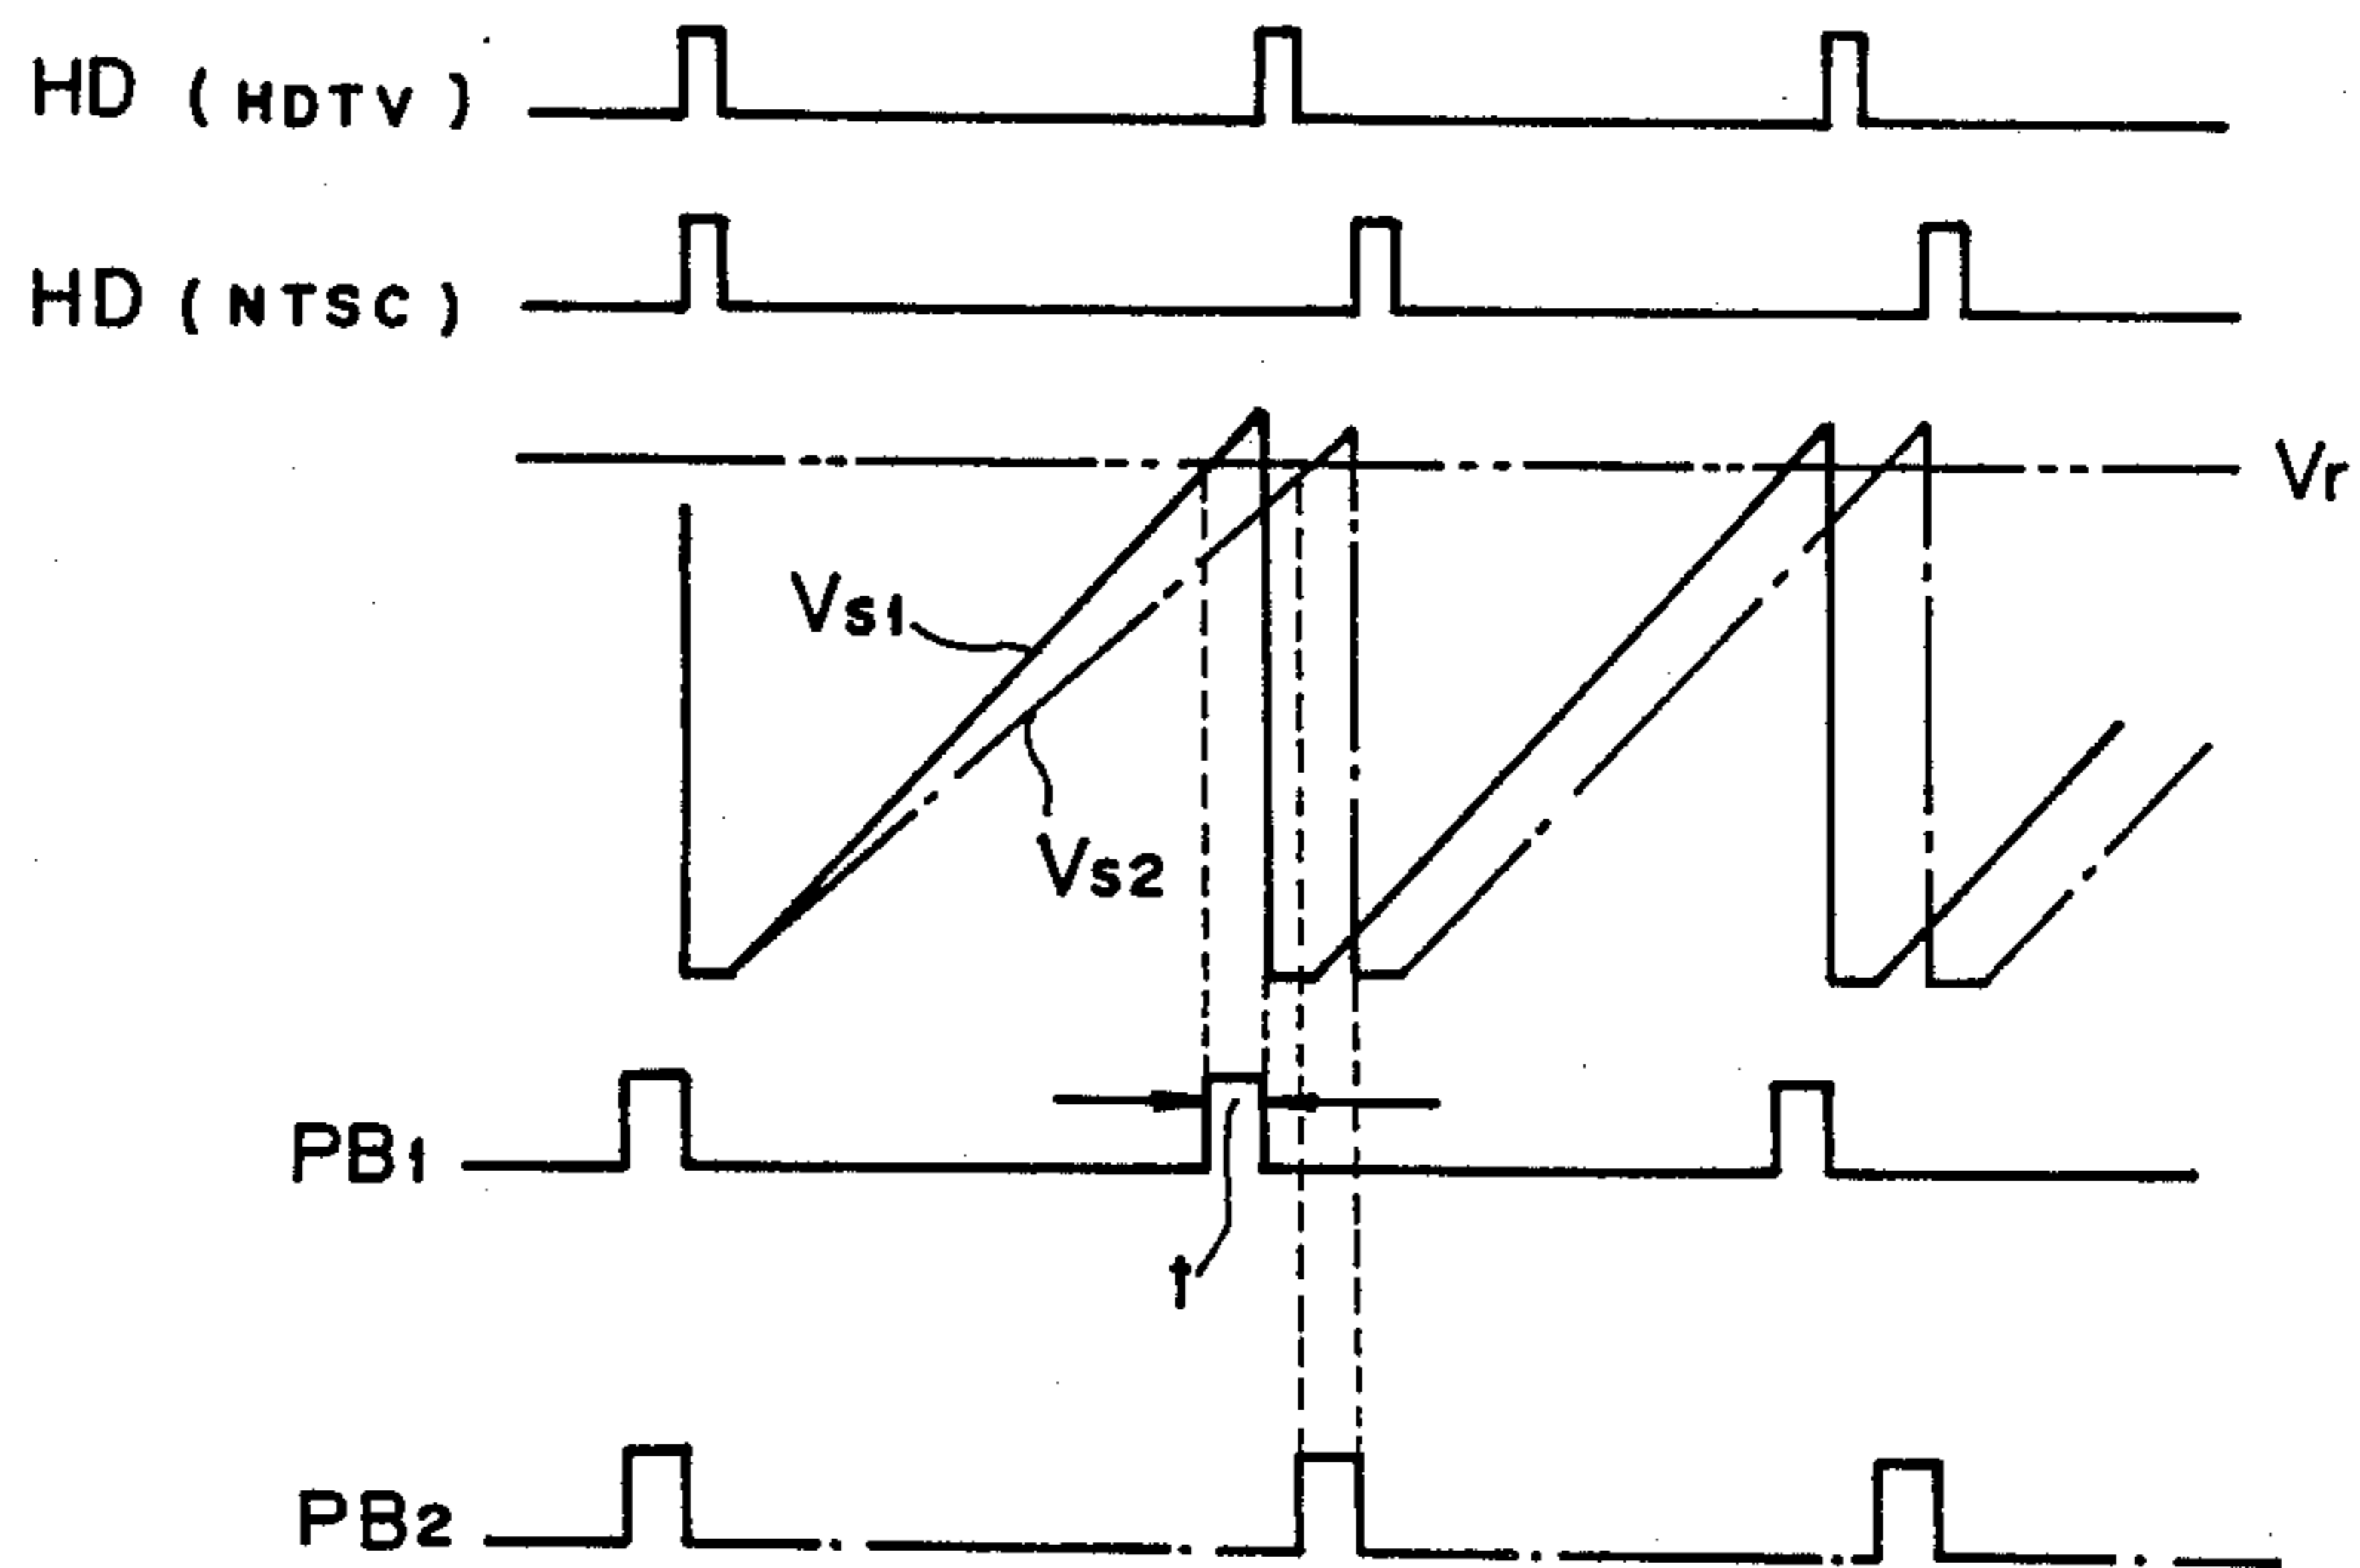 HD (HDTV)
HD (NTSC)
Vr
Vs1
Vs2
PB1
t
PB2